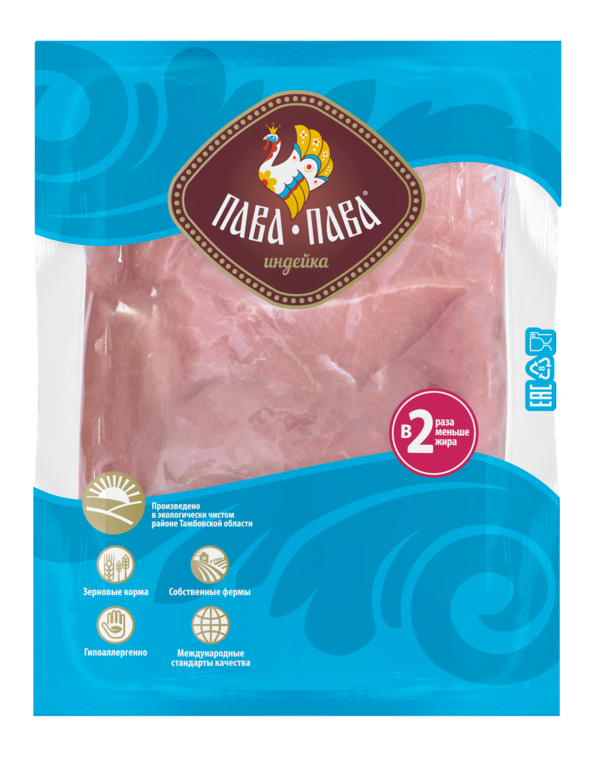 ПАВА • ПАВА®
индейка
в 2 раза
меньше
жира
EAC
8
Произведено
в экологически чистом
районе Тамбовской области
Зерновые корма
Собственные фермы
Гипоаллергенно
Международные
стандарты качества